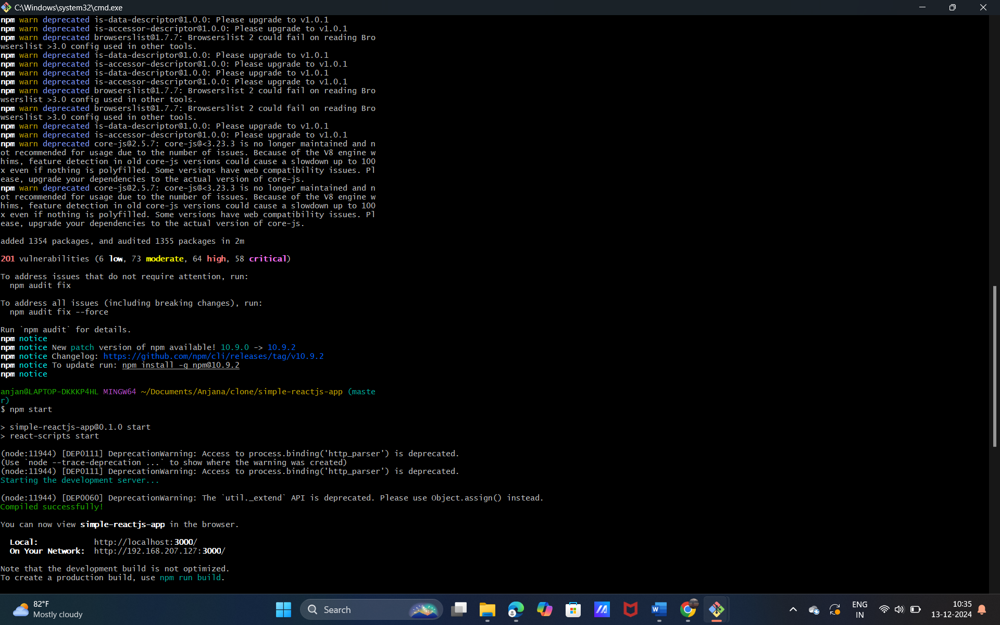 C:\Windows\system32\cmd.exe
npm warn deprecated is-data-descriptor@1.0.0: Please upgrade to v1.0.1
npm warn deprecated is-accessor-descriptor@1.0.0: Please upgrade to v1.0.1
npm warn deprecated browserslist@1.7.7: Browserslist 2 could fail on reading Bro
wserslist >3.0 config used in other tools.
npm warn deprecated is-data-descriptor@1.0.0: Please upgrade to v1.0.1
npm warn deprecated is-accessor-descriptor@1.0.0: Please upgrade to v1.0.1
npm warn deprecated is-data-descriptor@1.0.0: Please upgrade to v1.0.1
npm warn deprecated is-accessor-descriptor@1.0.0: Please upgrade to v1.0.1
npm warn deprecated browserslist@1.7.7: Browserslist 2 could fail on reading Bro
wserslist >3.0 config used in other tools.
npm warn deprecated browserslist@1.7.7: Browserslist 2 could fail on reading Bro
wserslist >3.0 config used in other tools.
npm warn deprecated is-data-descriptor@1.0.0: Please upgrade to v1.0.1
npm warn deprecated is-accessor-descriptor@1.0.0: Please upgrade to v1.0.1
npm warn deprecated core-js@2.5.7: core-js@<3.23.3 is no longer maintained and n
ot recommended for usage due to the number of issues. Because of the V8 engine w
hims, feature detection in old core-js versions could cause a slowdown up to 100
x even if nothing is polyfilled. Some versions have web compatibility issues. Pl
ease, upgrade your dependencies to the actual version of core-js.
npm warn deprecated core-js@2.5.7: core-js@<3.23.3 is no longer maintained and n
ot recommended for usage due to the number of issues. Because of the V8 engine w
hims, feature detection in old core-js versions could cause a slowdown up to 100
x even if nothing is polyfilled. Some versions have web compatibility issues. Pl
ease, upgrade your dependencies to the actual version of core-js.
added 1354 packages, and audited 1355 packages in 2m
201 vulnerabilities (6 low, 73 moderate, 64 high, 58 critical)
To address issues that do not require attention, run:
npm audit fix
To address all issues (including breaking changes), run:
npm audit fix --force
Run `npm audit` for details.
npm notice
npm notice New patch version of npm available! 10.9.0 -> 10.9.2
npm notice Changelog: https://github.com/npm/cli/releases/tag/v10.9.2
npm notice To update run: npm install -g npm@10.9.2
npm notice
anjan@LAPTOP-DKKKP4HL MINGW64 ~/Documents/Anjana/clone/simple-reactjs-app (maste
r)
$ npm start
> simple-reactjs-app@0.1.0 start
> react-scripts start
(node:11944) [DEP0111] DeprecationWarning: Access to process.binding('http_parser') is deprecated.
(Use `node --trace-deprecation ...` to show where the warning was created)
(node:11944) [DEP0111] DeprecationWarning: Access to process.binding('http_parser') is deprecated.
Starting the development server...
(node:11944) [DEP0060] DeprecationWarning: The `util._extend` API is deprecated. Please use Object.assign() instead.
Compiled successfully!
You can now view simple-reactjs-app in the browser.
Local: http://localhost:3000/
On Your Network: http://192.168.207.127:3000/
Note that the development build is not optimized.
To create a production build, use npm run build.
82°F
Mostly cloudy
Search
ENG
IN
10:35
13-12-2024